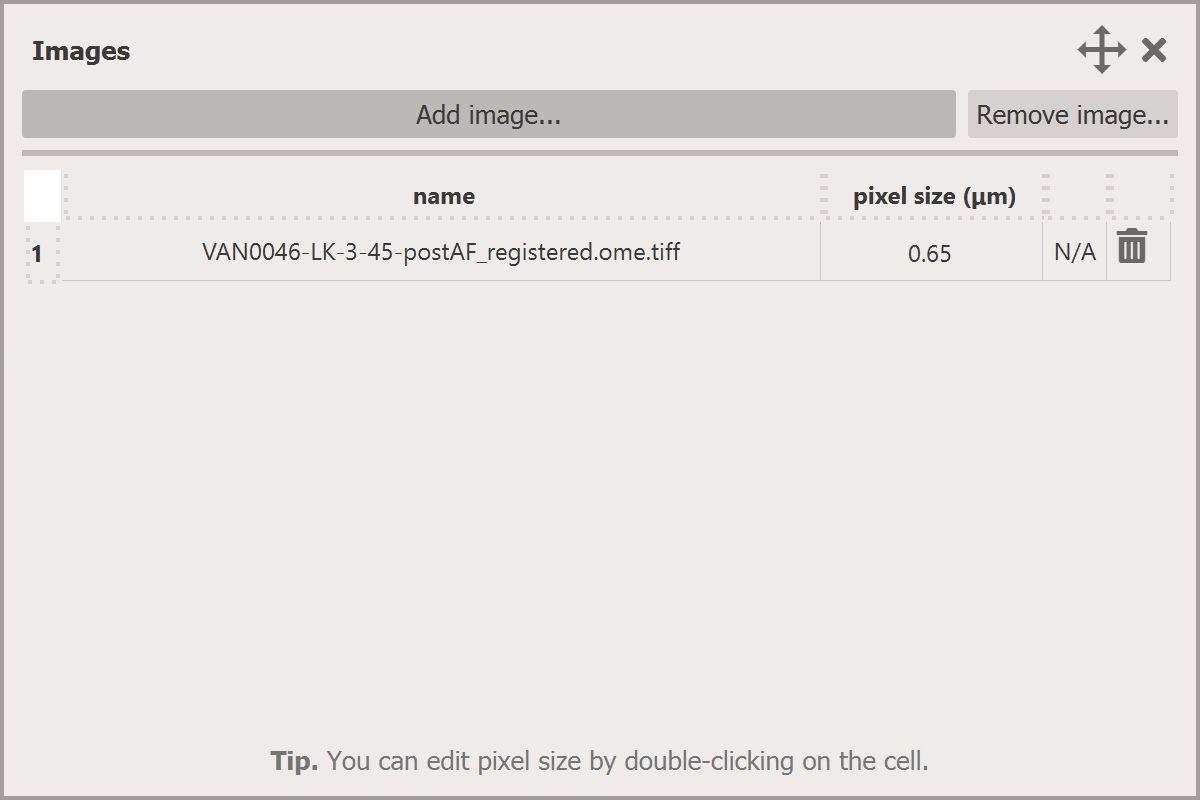 Images
Add image... Remove image...
name pixel size (µm)
1 VAN0046-LK-3-45-postAF_registered.ome.tiff 0.65 N/A
Tip. You can edit pixel size by double-clicking on the cell.